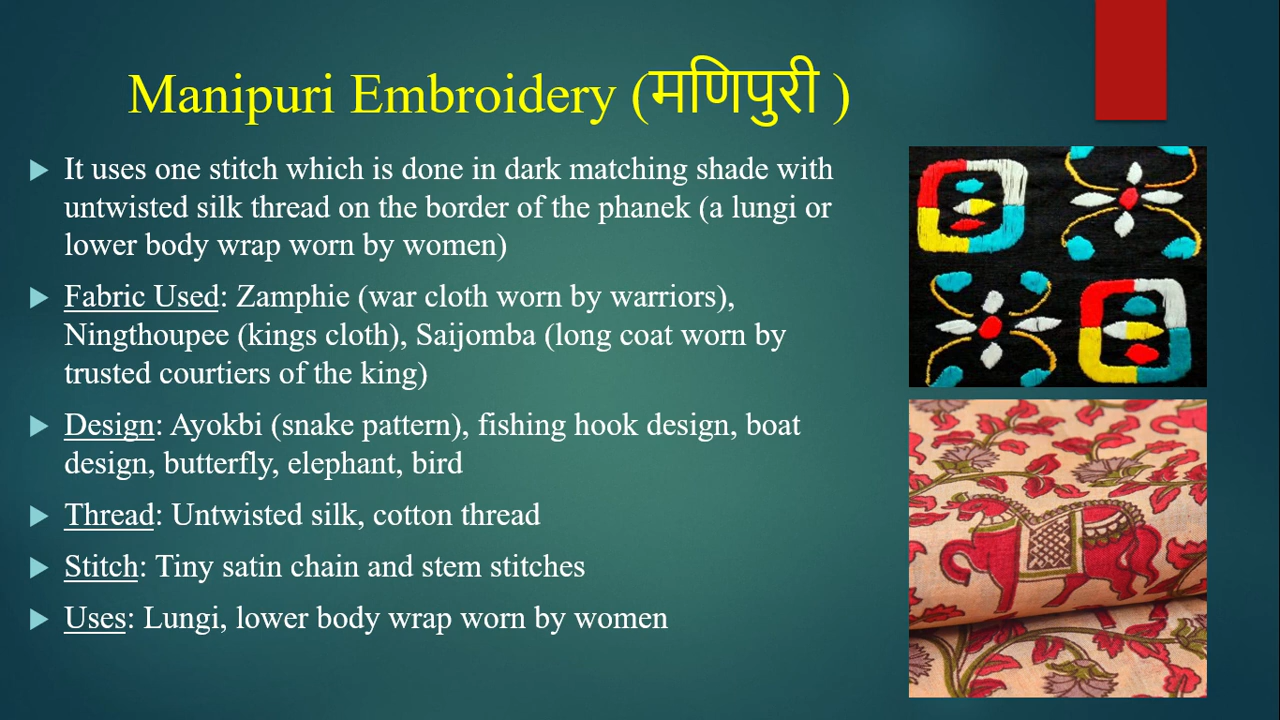 Manipuri Embroidery (मणिपुरी )
It uses one stitch which is done in dark matching shade with
untwisted silk thread on the border of the phanek (a lungi or
lower body wrap worn by women)
Fabric Used: Zamphie (war cloth worn by warriors),
Ningthoupee (kings cloth), Saijomba (long coat worn by
trusted courtiers of the king)
Design: Ayokbi (snake pattern), fishing hook design, boat
design, butterfly, elephant, bird
Thread: Untwisted silk, cotton thread
Stitch: Tiny satin chain and stem stitches
Uses: Lungi, lower body wrap worn by women